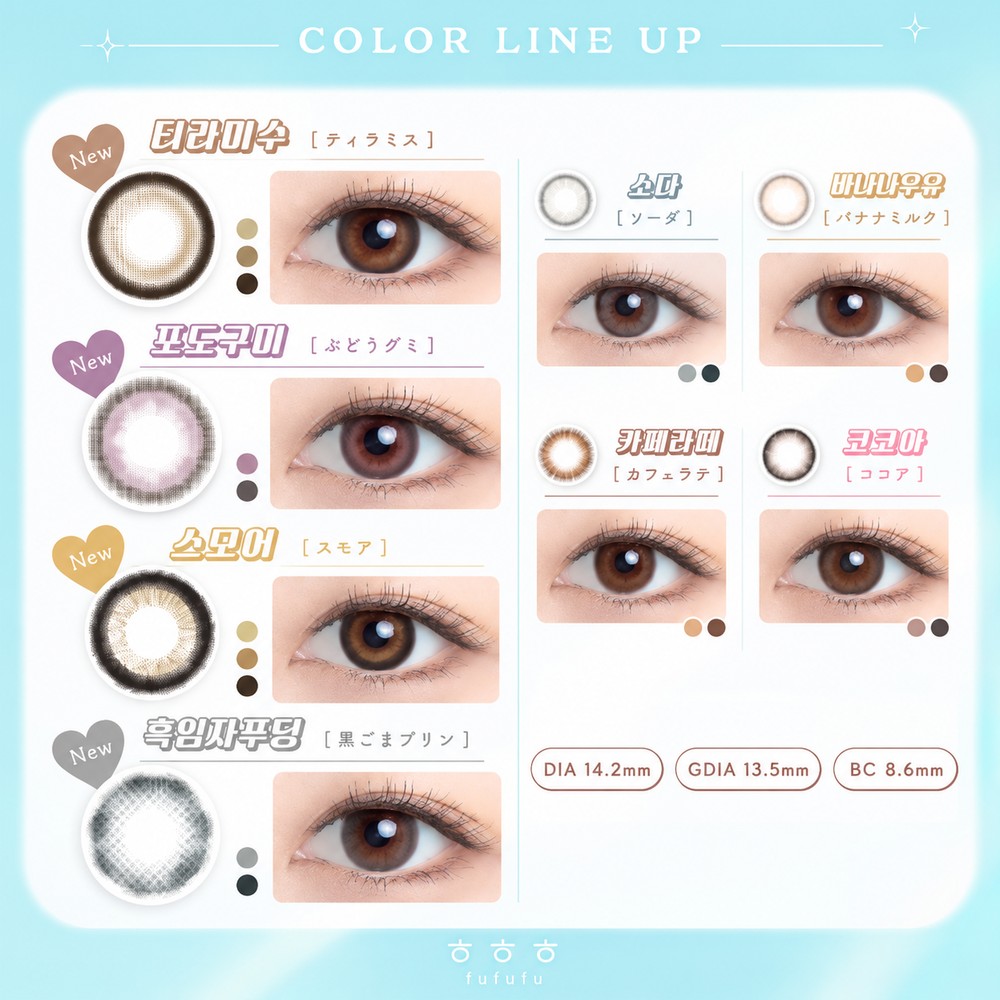 COLOR LINE UP
New
티라미수 [ティラミス]
New
포도구미 [ぶどうグミ]
New
스모어 [スモア]
New
흑임자푸딩 [黒ごまプリン]
소다
[ソーダ]
바나나우유
[バナナミルク]
카페라떼
[カフェラテ]
코코아
[ココア]
DIA 14.2mm
GDIA 13.5mm
BC 8.6mm
ㅎㅎㅎ
fufufu